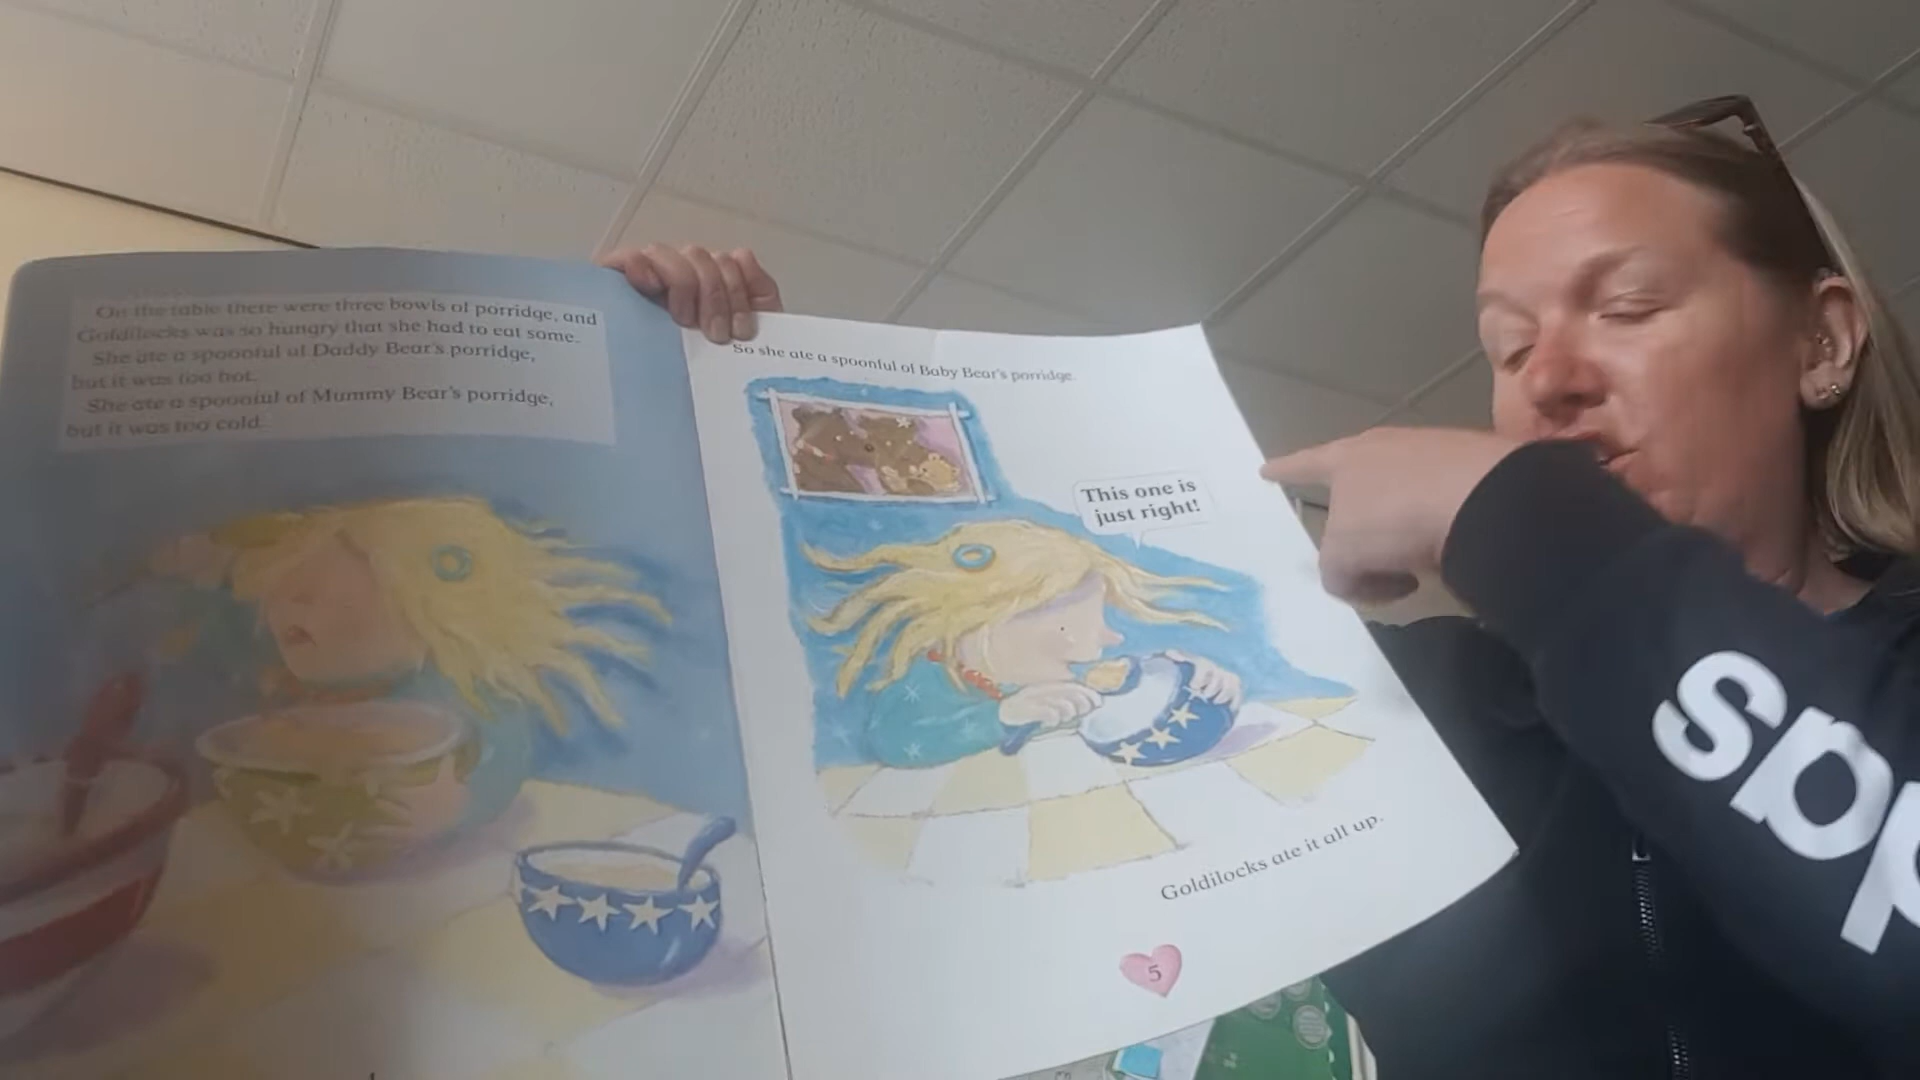 On the table there were three bowls of porridge, and
Goldilocks was so hungry that she had to eat some.
She ate a spoonful of Daddy Bear's porridge,
but it was too hot.
She ate a spoonful of Mummy Bear's porridge,
but it was too cold.
So she ate a spoonful of Baby Bear's porridge.
This one is
just right!
Goldilocks ate it all up.
5